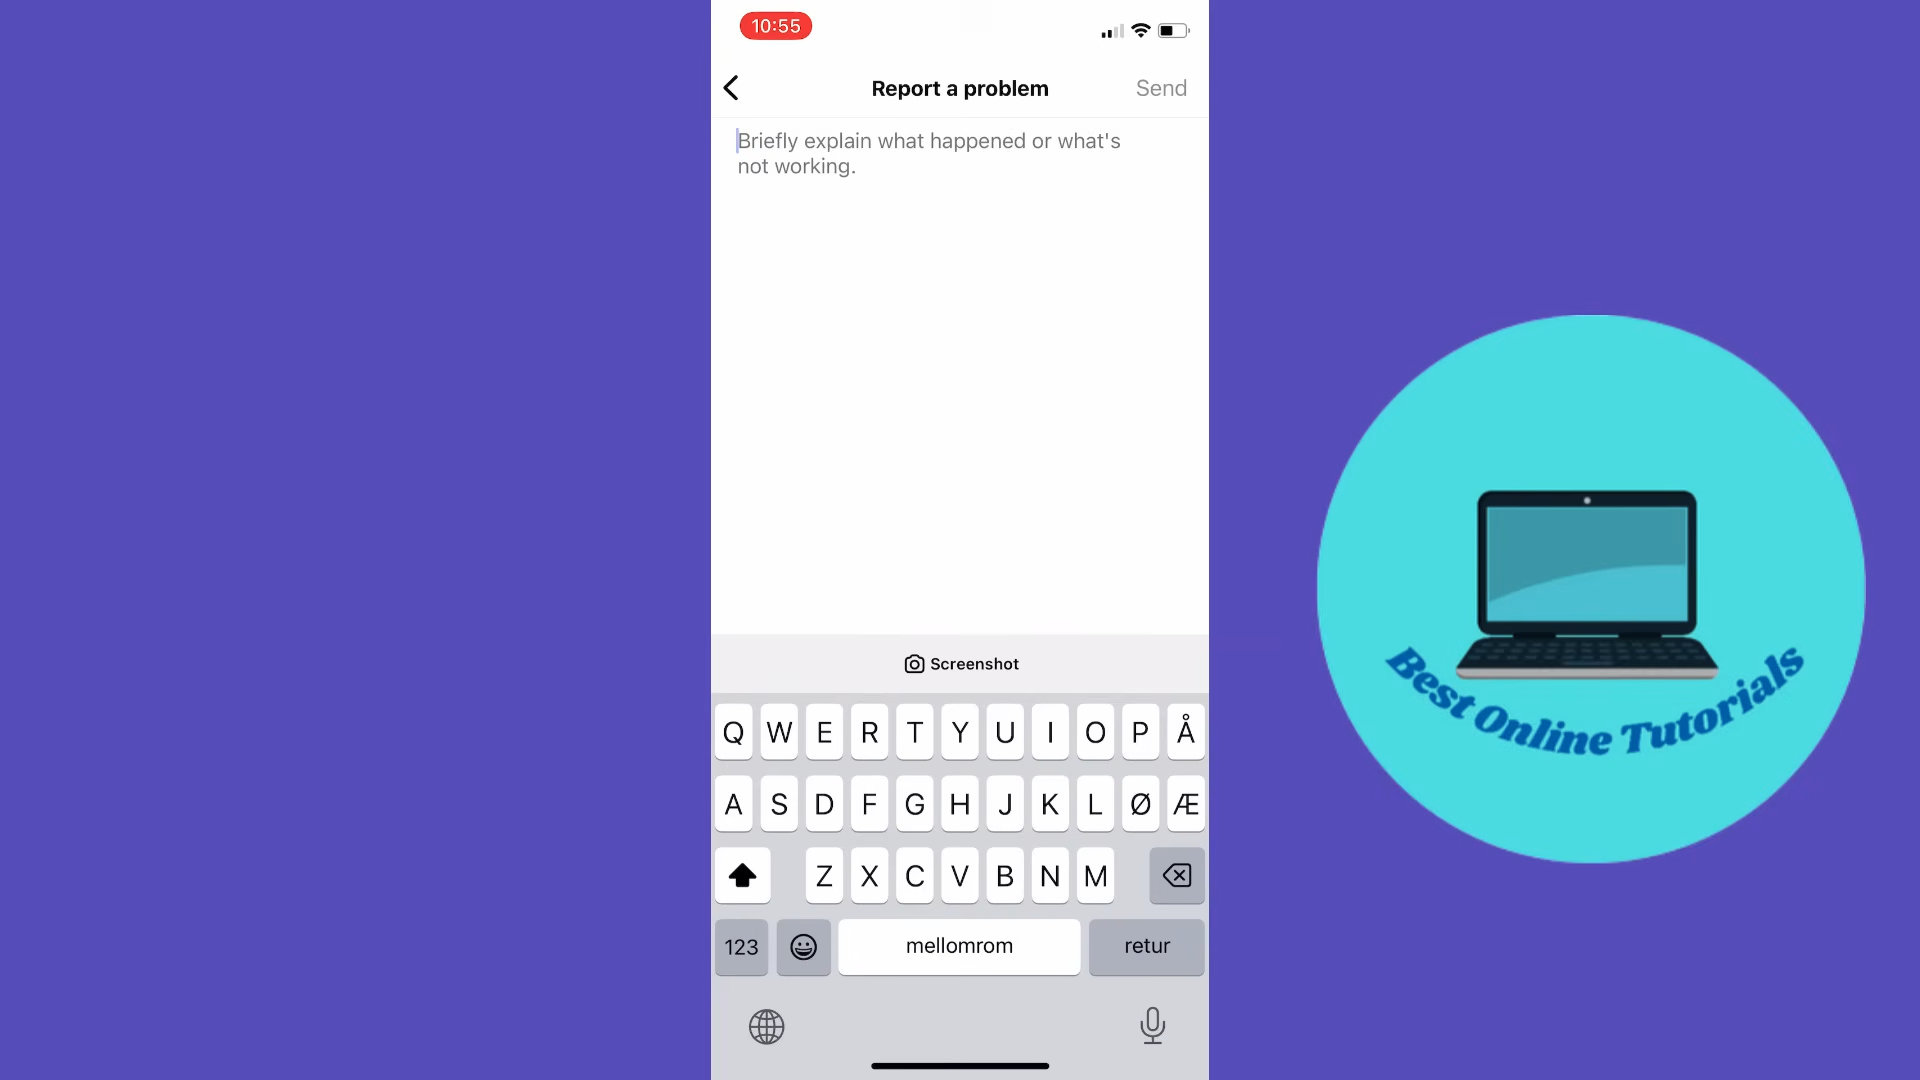 10:55
Report a problem
Send
Briefly explain what happened or what's
not working.
Screenshot
Q W E R T Y U I O P Å
A S D F G H J K L Ø Æ
Z X C V B N M
123
mellomrom
retur
Best Online Tutorials